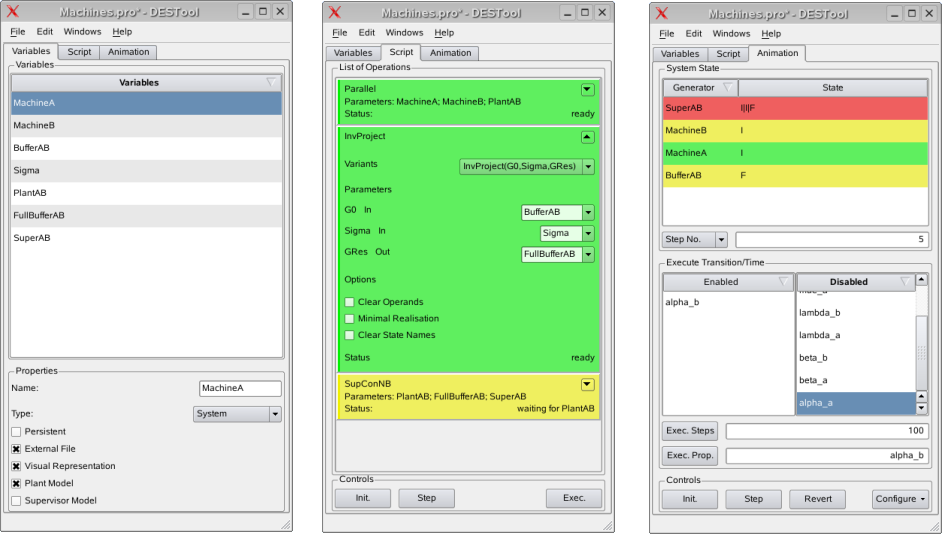 Machines.pro* - DESTool
File Edit Windows Help
Variables Script Animation
Variables
Variables
MachineA
MachineB
BufferAB
Sigma
PlantAB
FullBufferAB
SuperAB
Properties
Name: MachineA
Type: System
Persistent
External File
Visual Representation
Plant Model
Supervisor Model
Machines.pro* - DESTool
File Edit Windows Help
Variables Script Animation
List of Operations
Parallel
Parameters: MachineA; MachineB; PlantAB
Status: ready
InvProject
Variants InvProject(G0,Sigma,GRes)
Parameters
G0 In BufferAB
Sigma In Sigma
GRes Out FullBufferAB
Options
Clear Operands
Minimal Realisation
Clear State Names
Status ready
SupConNB
Parameters: PlantAB; FullBufferAB; SuperAB
Status: waiting for PlantAB
Controls
Init. Step Exec.
Machines.pro* - DESTool
File Edit Windows Help
Variables Script Animation
System State
Generator State
SuperAB I|I|F
MachineB I
MachineA I
BufferAB F
Step No. 5
Execute Transition/Time
Enabled Disabled
alpha_b
lambda_b
lambda_a
beta_b
beta_a
alpha_a
Exec. Steps 100
Exec. Prop. alpha_b
Controls
Init. Step Revert Configure